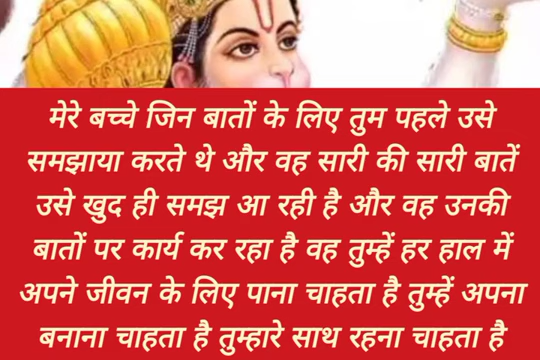 मेरे बच्चे जिन बातों के लिए तुम पहले उसे
समझाया करते थे और वह सारी की सारी बातें
उसे खुद ही समझ आ रही है और वह उनकी
बातों पर कार्य कर रहा है वह तुम्हें हर हाल में
अपने जीवन के लिए पाना चाहता है तुम्हें अपना
बनाना चाहता है तुम्हारे साथ रहना चाहता है